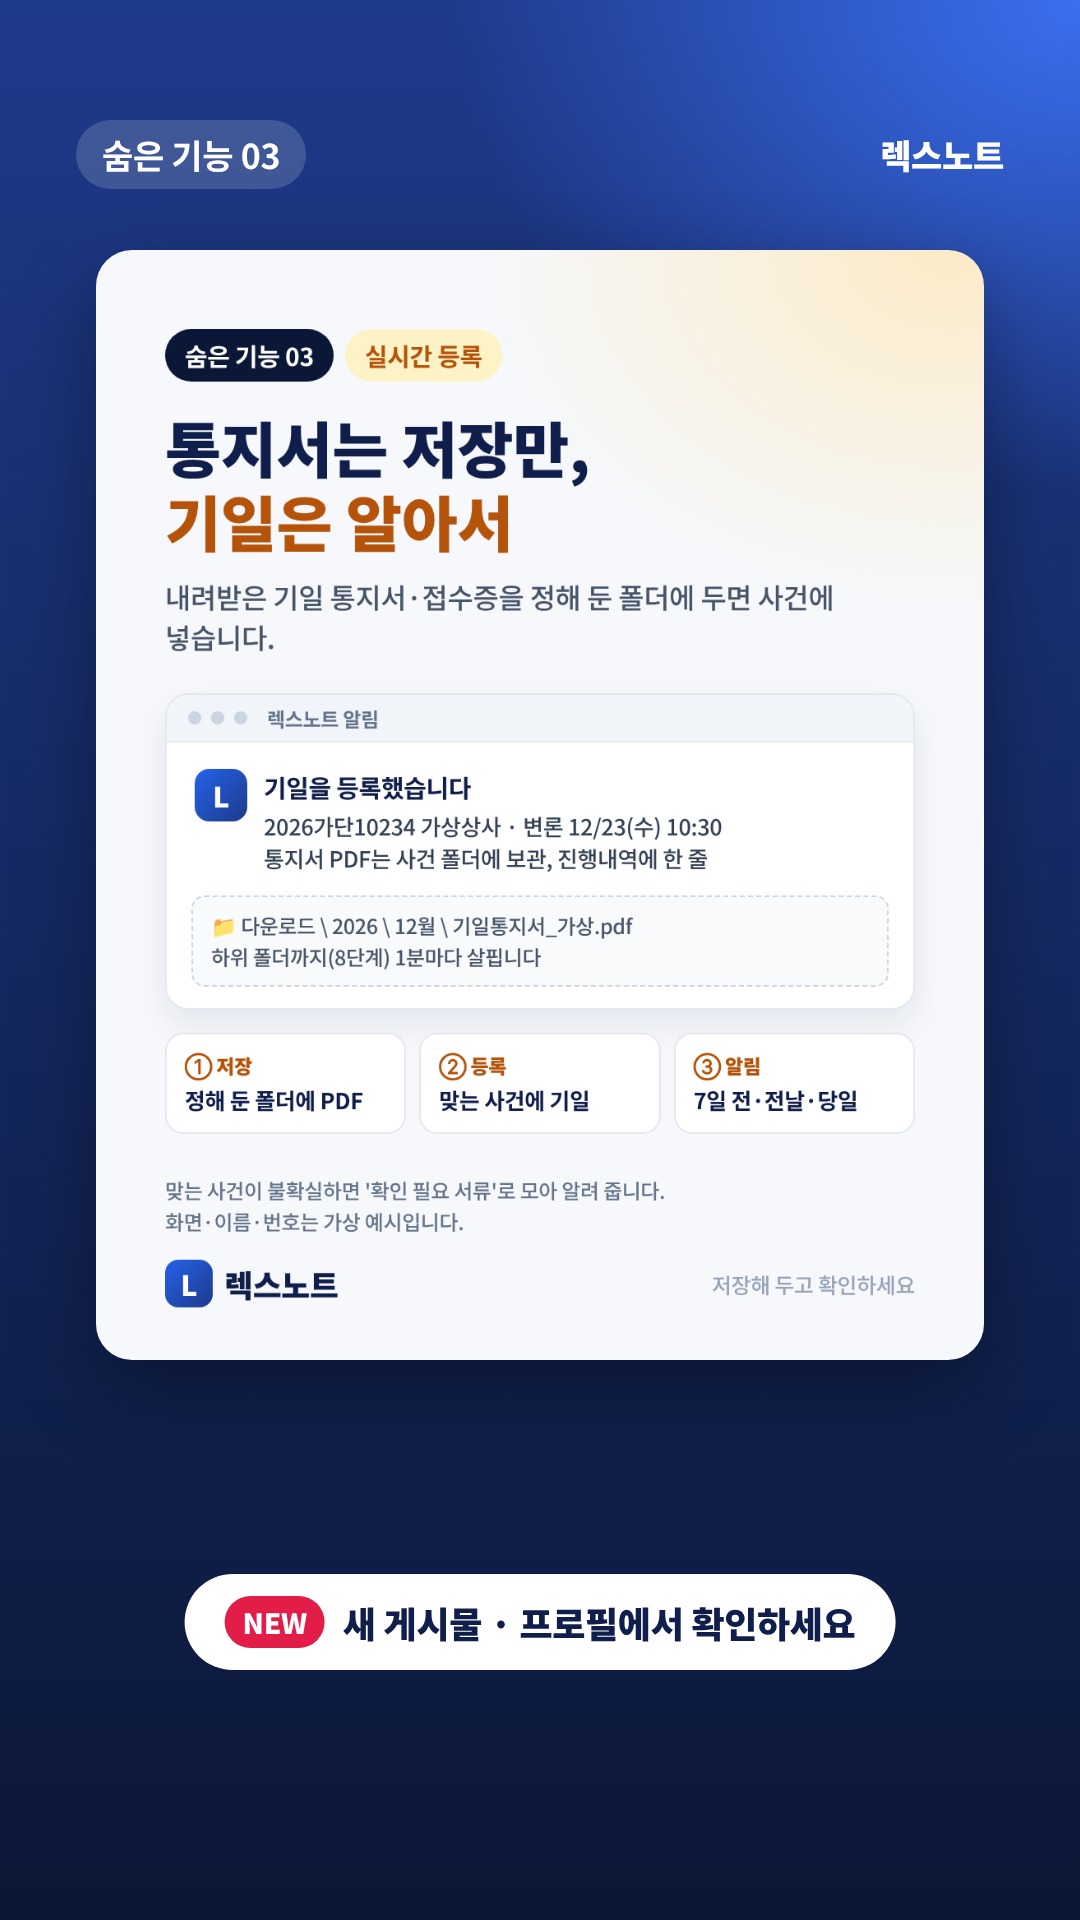 숨은 기능 03
렉스노트
숨은 기능 03
실시간 등록
통지서는 저장만,
기일은 알아서
내려받은 기일 통지서·접수증을 정해 둔 폴더에 두면 사건에
넣습니다.
렉스노트 알림
L
기일을 등록했습니다
2026가단10234 가상상사 · 변론 12/23(수) 10:30
통지서 PDF는 사건 폴더에 보관, 진행내역에 한 줄
📁 다운로드 \ 2026 \ 12월 \ 기일통지서_가상.pdf
하위 폴더까지(8단계) 1분마다 살핍니다
① 저장
정해 둔 폴더에 PDF
② 등록
맞는 사건에 기일
③ 알림
7일 전·전날·당일
맞는 사건이 불확실하면 '확인 필요 서류'로 모아 알려 줍니다.
화면·이름·번호는 가상 예시입니다.
L 렉스노트
저장해 두고 확인하세요
NEW 새 게시물 · 프로필에서 확인하세요